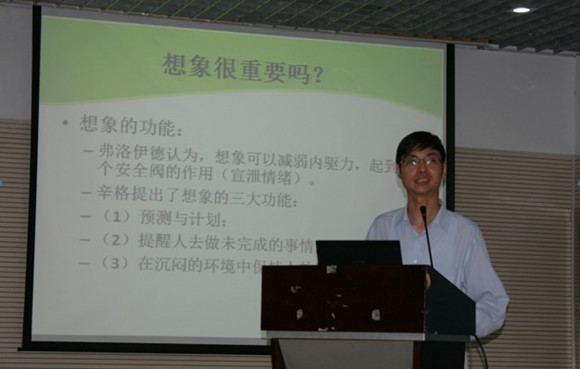 想象很重要吗？
• 想象的功能：
– 弗洛伊德认为，想象可以减弱内驱力，起到
个安全阀的作用（宣泄情绪）。
– 辛格提出了想象的三大功能：
– （1）预测与计划；
– （2）提醒人去做未完成的事情
– （3）在沉闷的环境中保持